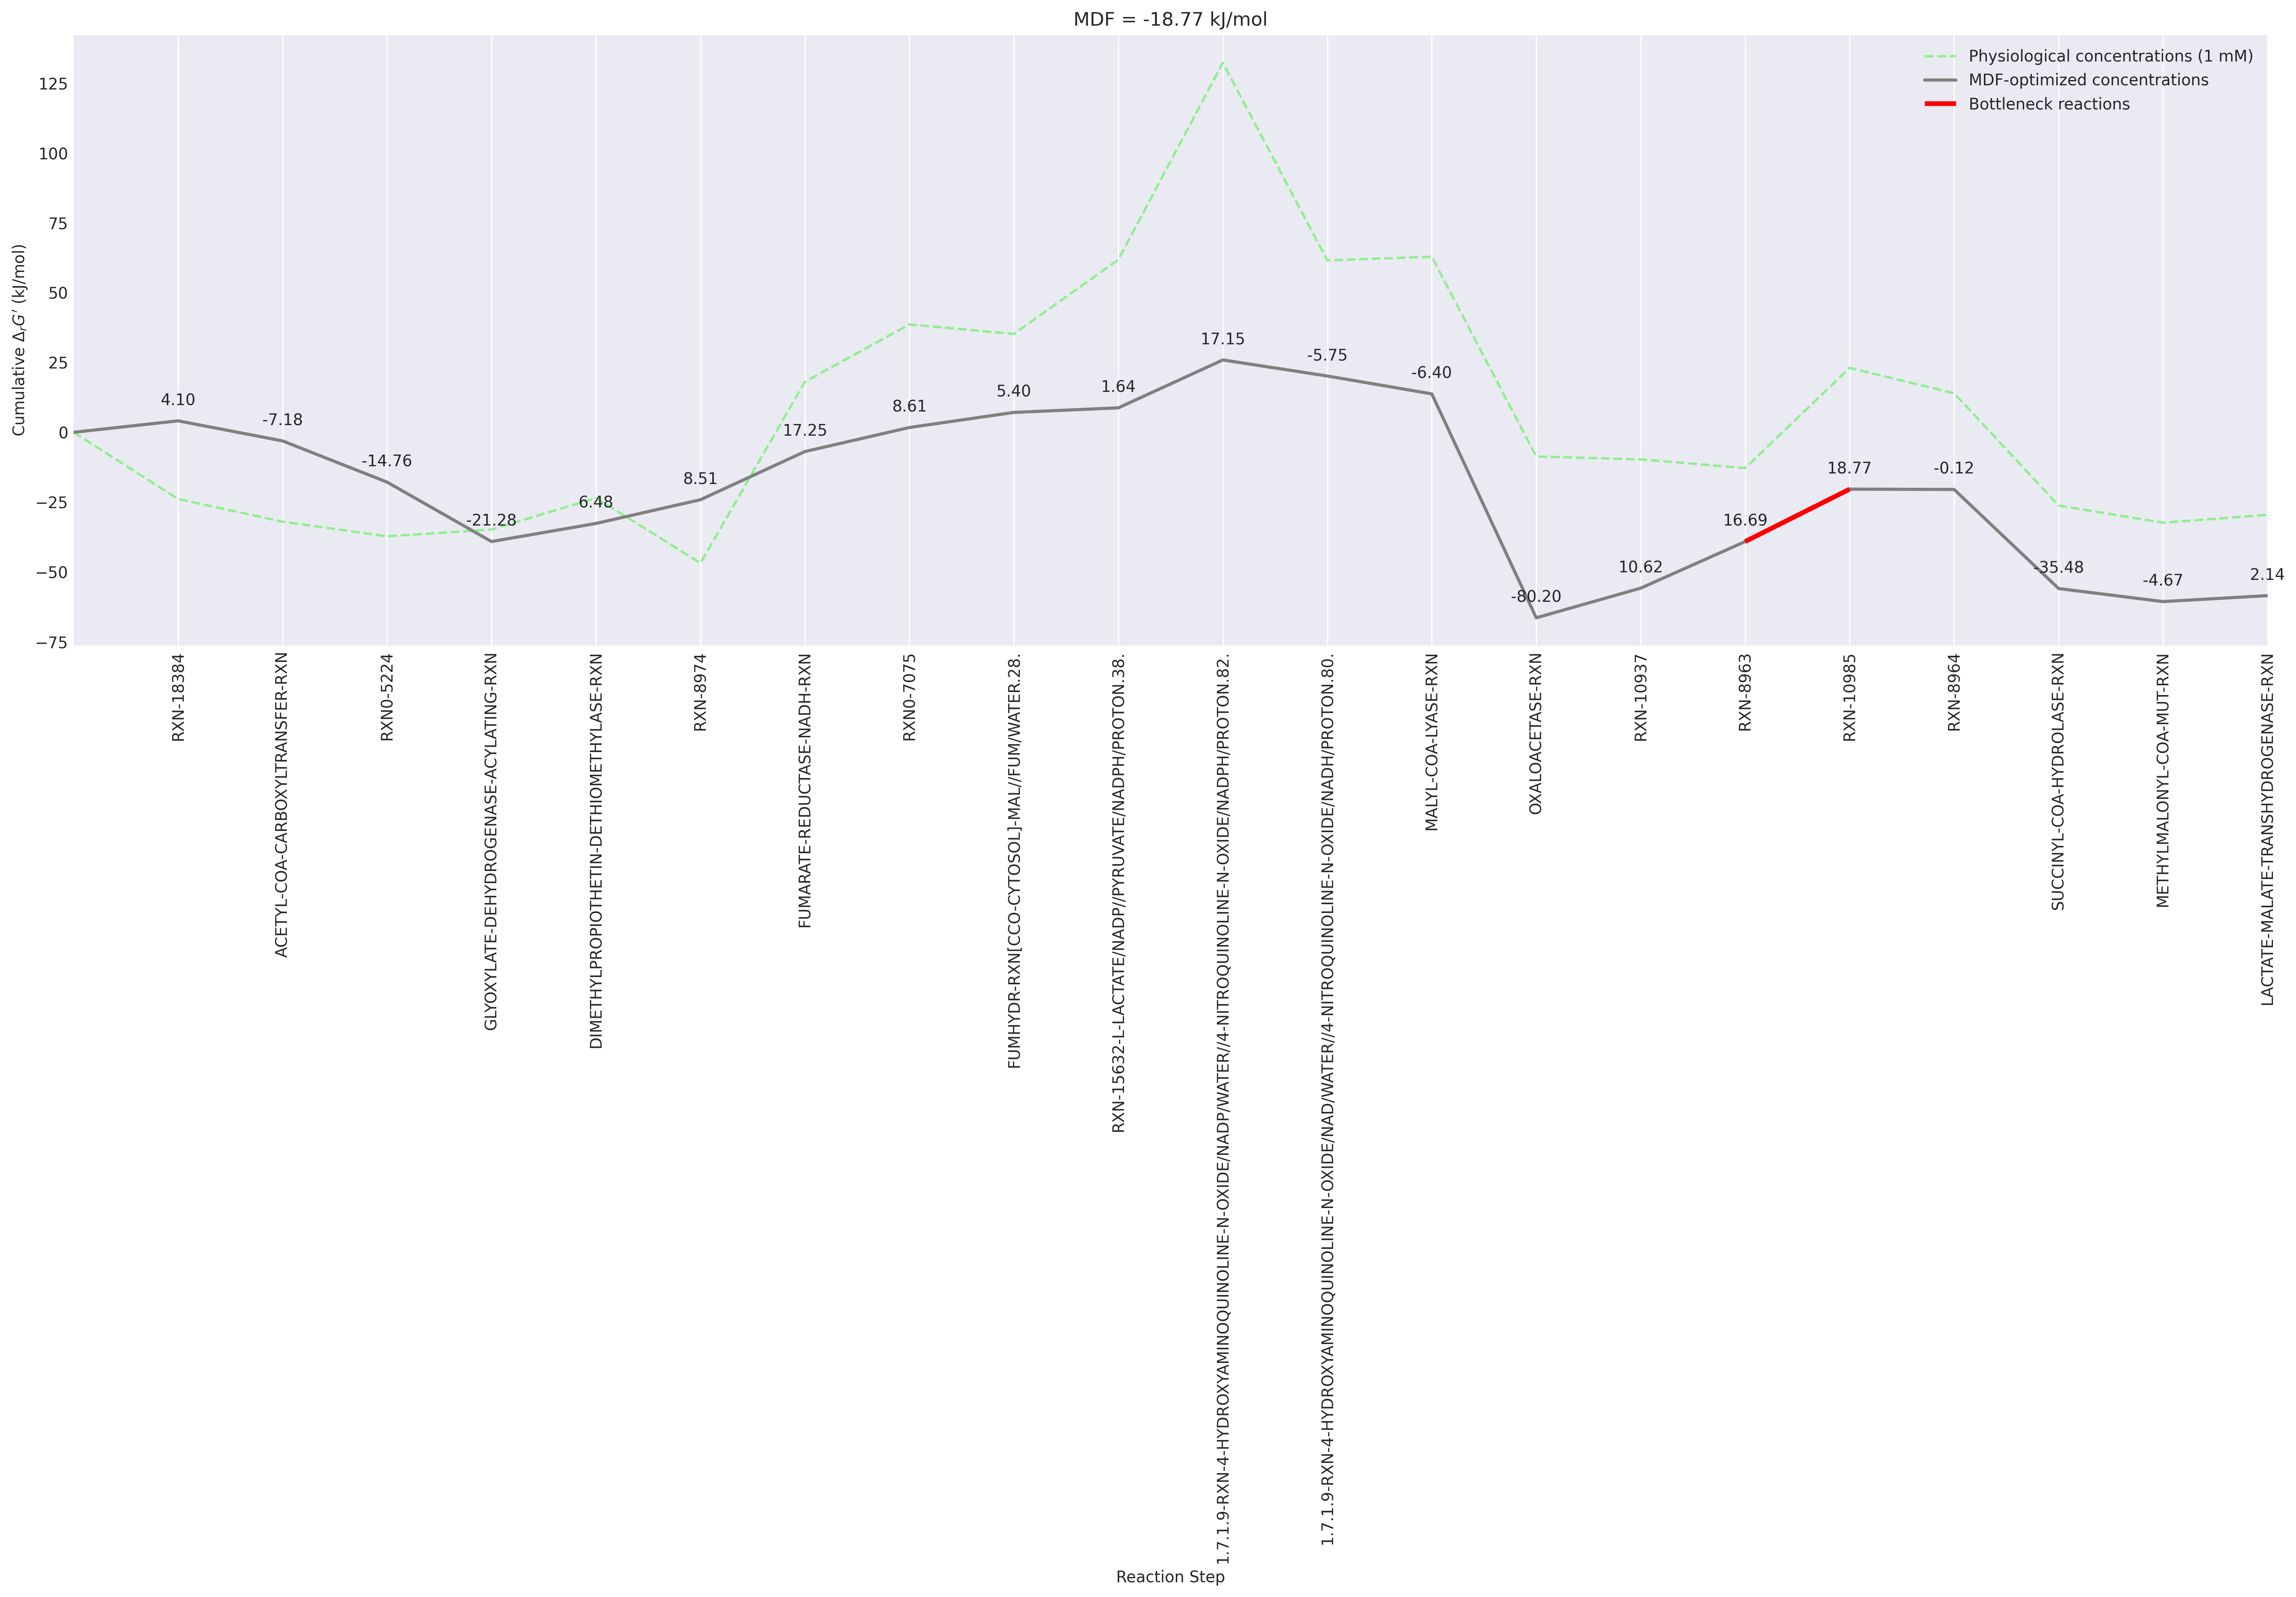 MDF = -18.77 kJ/mol
Physiological concentrations (1 mM)
MDF-optimized concentrations
Bottleneck reactions
Cumulative ΔrG′ (kJ/mol)
125
100
75
50
25
0
−25
−50
−75
4.10
-7.18
-14.76
-21.28
6.48
8.51
17.25
8.61
5.40
1.64
17.15
-5.75
-6.40
-80.20
10.62
16.69
18.77
-0.12
-35.48
-4.67
2.14
RXN-18384
ACETYL-COA-CARBOXYLTRANSFER-RXN
RXN0-5224
GLYOXYLATE-DEHYDROGENASE-ACYLATING-RXN
DIMETHYLPROPIOTHETIN-DETHIOMETHYLASE-RXN
RXN-8974
FUMARATE-REDUCTASE-NADH-RXN
RXN0-7075
FUMHYDR-RXN[CCO-CYTOSOL]-MAL//FUM/WATER.28.
RXN-15632-L-LACTATE/NADP//PYRUVATE/NADPH/PROTON.38.
1.7.1.9-RXN-4-HYDROXYAMINOQUINOLINE-N-OXIDE/NADP/WATER//4-NITROQUINOLINE-N-OXIDE/NADPH/PROTON.82.
1.7.1.9-RXN-4-HYDROXYAMINOQUINOLINE-N-OXIDE/NAD/WATER//4-NITROQUINOLINE-N-OXIDE/NADH/PROTON.80.
MALYL-COA-LYASE-RXN
OXALOACETASE-RXN
RXN-10937
RXN-8963
RXN-10985
RXN-8964
SUCCINYL-COA-HYDROLASE-RXN
METHYLMALONYL-COA-MUT-RXN
LACTATE-MALATE-TRANSHYDROGENASE-RXN
Reaction Step